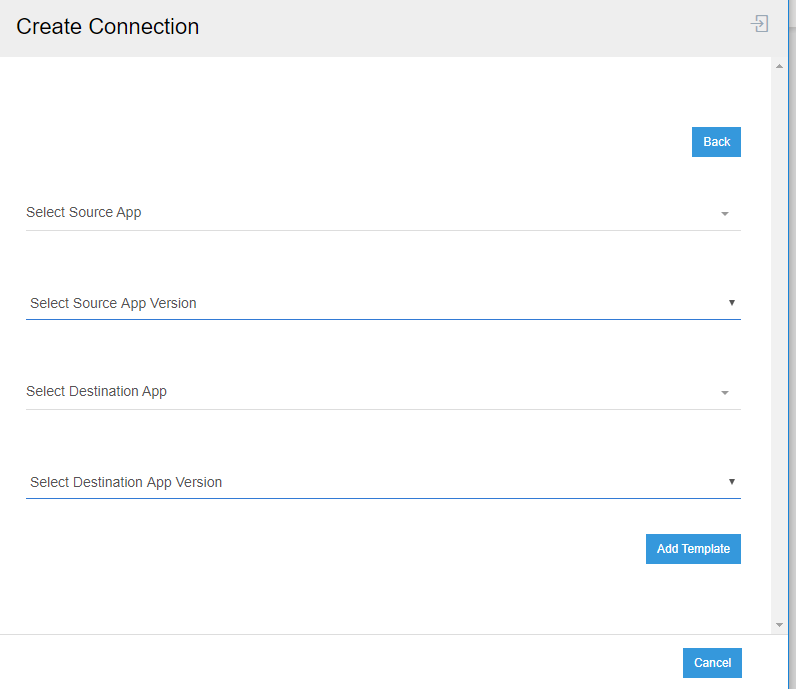 Create Connection
Back
Select Source App
Select Source App Version
Select Destination App
Select Destination App Version
Add Template
Cancel